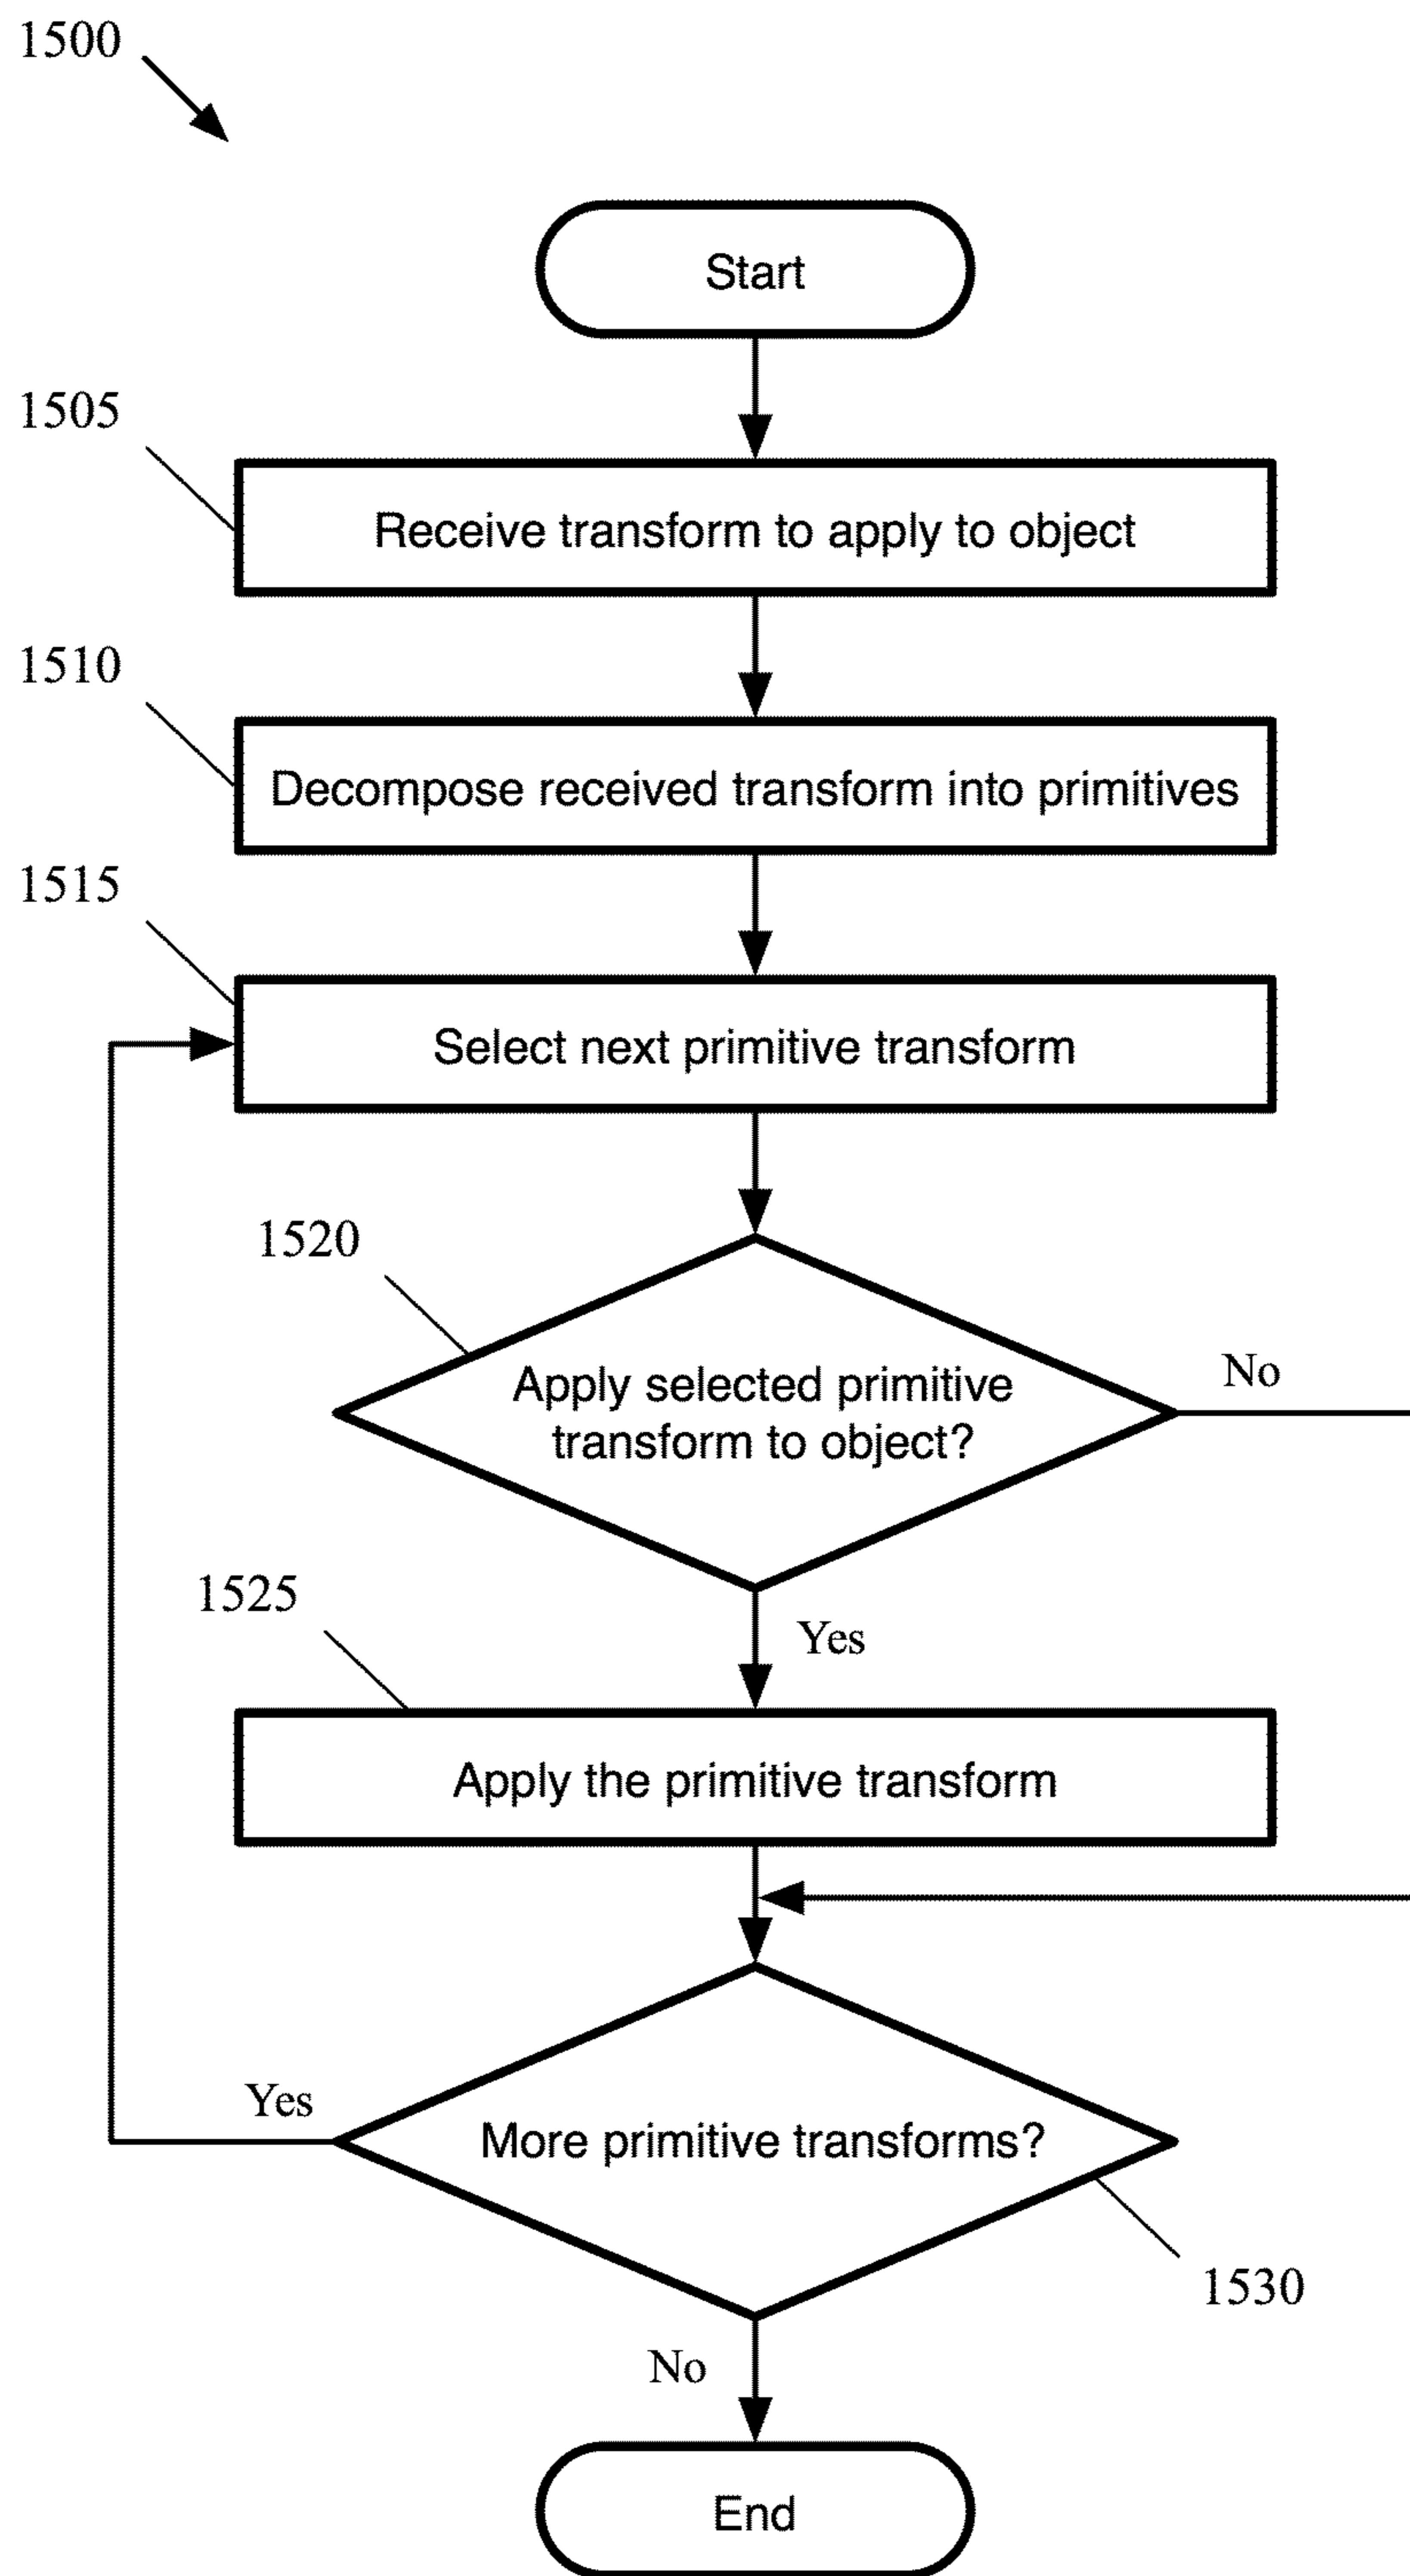 1500
Start
1505
Receive transform to apply to object
1510
Decompose received transform into primitives
1515
Select next primitive transform
1520
Apply selected primitive
transform to object?
No
Yes
1525
Apply the primitive transform
Yes
More primitive transforms?
1530
No
End